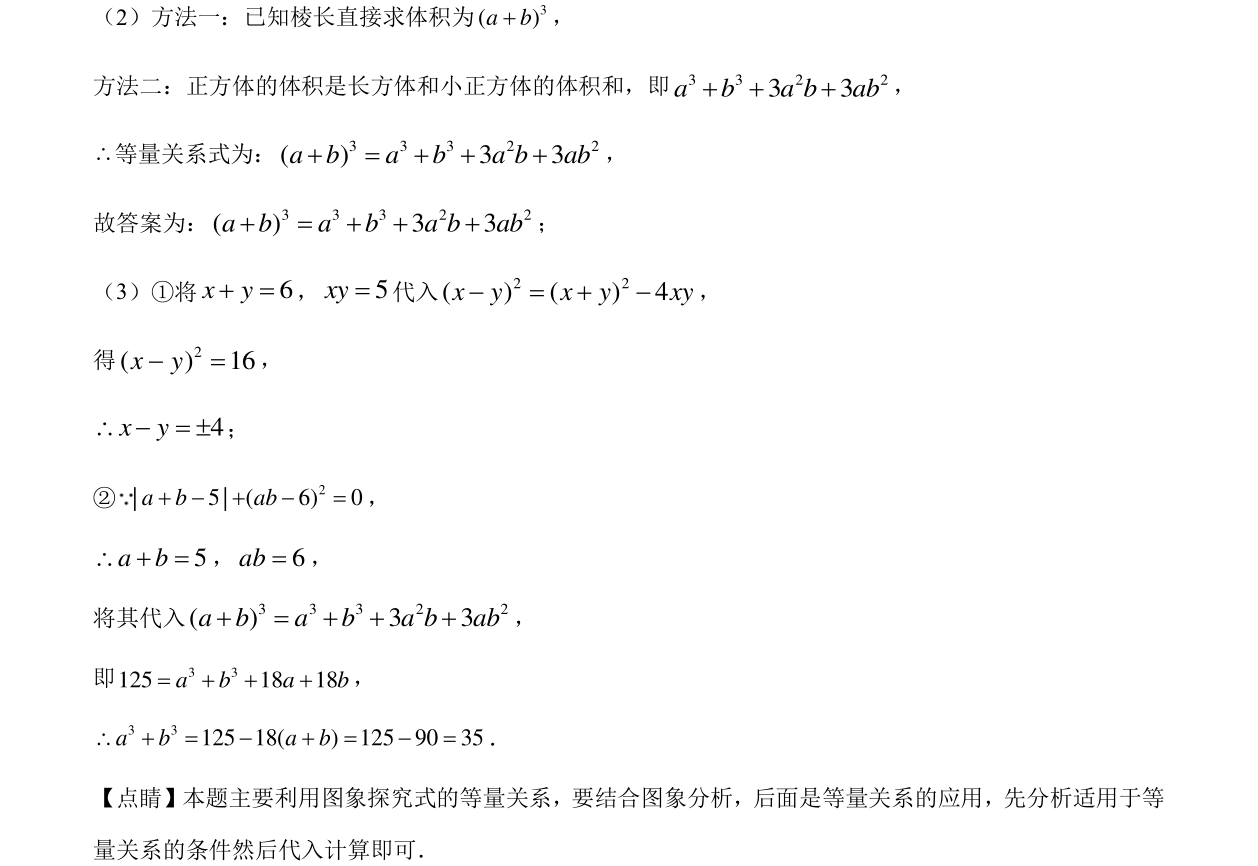 （2）方法一：已知棱长直接求体积为(a+b)³，
方法二：正方体的体积是长方体和小正方体的体积和，即a³+b³+3a²b+3ab²，
∴等量关系式为：(a+b)³=a³+b³+3a²b+3ab²，
故答案为：(a+b)³=a³+b³+3a²b+3ab²；
（3）①将x+y=6，xy=5代入(x−y)²=(x+y)²−4xy，
得(x−y)²=16，
∴x−y=±4；
②∵|a+b−5|+(ab−6)²=0，
∴a+b=5，ab=6，
将其代入(a+b)³=a³+b³+3a²b+3ab²，
即125=a³+b³+18a+18b，
∴a³+b³=125−18(a+b)=125−90=35．
【点睛】本题主要利用图象探究式的等量关系，要结合图象分析，后面是等量关系的应用，先分析适用于等
量关系的条件然后代入计算即可．